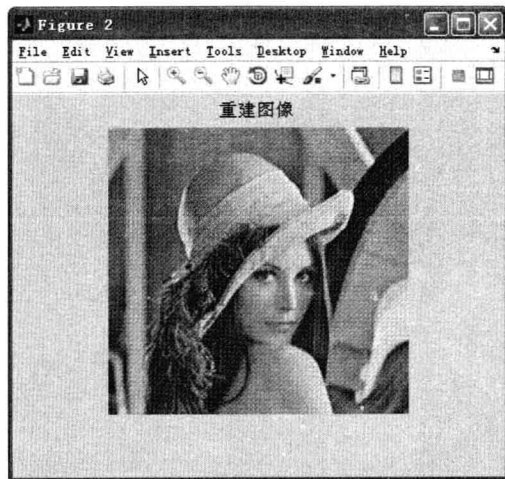 Figure 2
File Edit View Insert Tools Desktop Window Help
重建图像